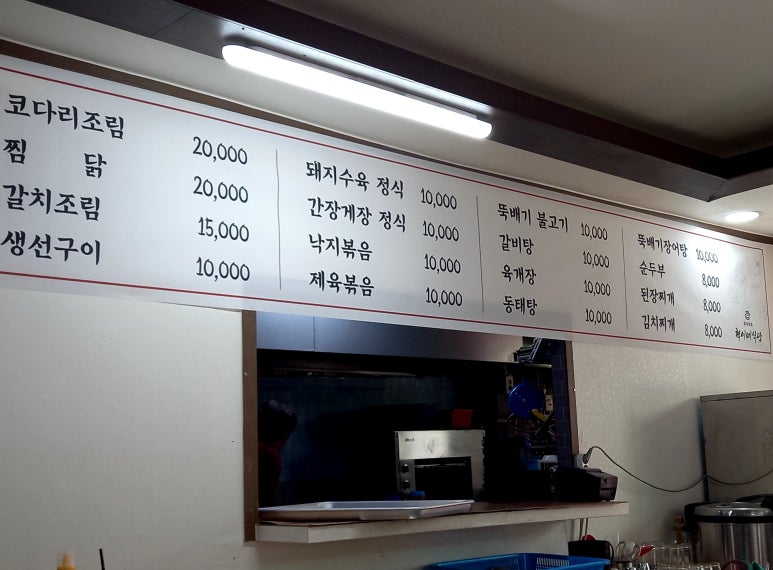 코다리조림 20,000
찜 닭 20,000
갈치조림 15,000
생선구이 10,000
돼지수육 정식 10,000
간장게장 정식 10,000
낙지볶음 10,000
제육볶음 10,000
뚝배기 불고기 10,000
갈비탕 10,000
육개장 10,000
동태탕 10,000
뚝배기장어탕 10,000
순두부 8,000
된장찌개 8,000
김치찌개 8,000